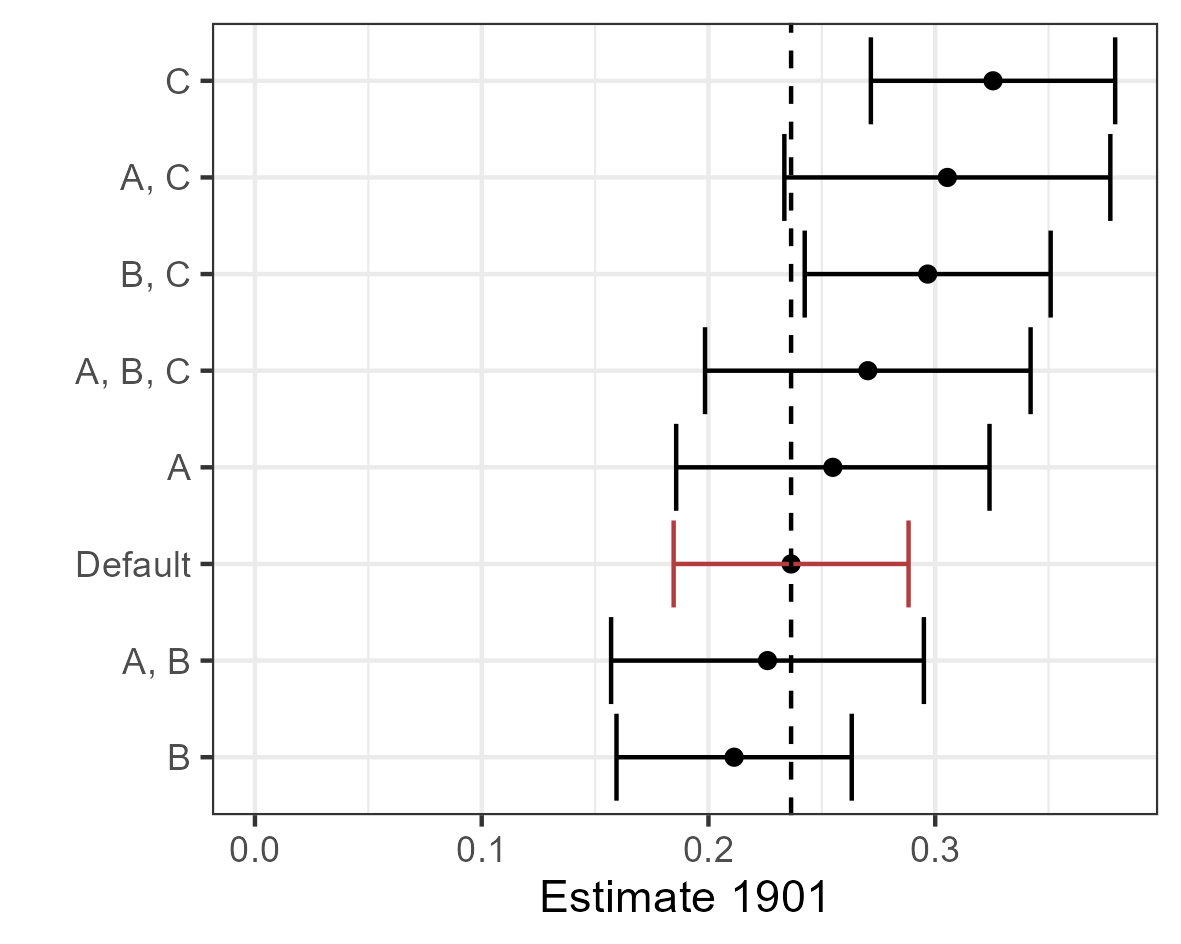 C
A, C
B, C
A, B, C
A
Default
A, B
B
0.0 0.1 0.2 0.3
Estimate 1901